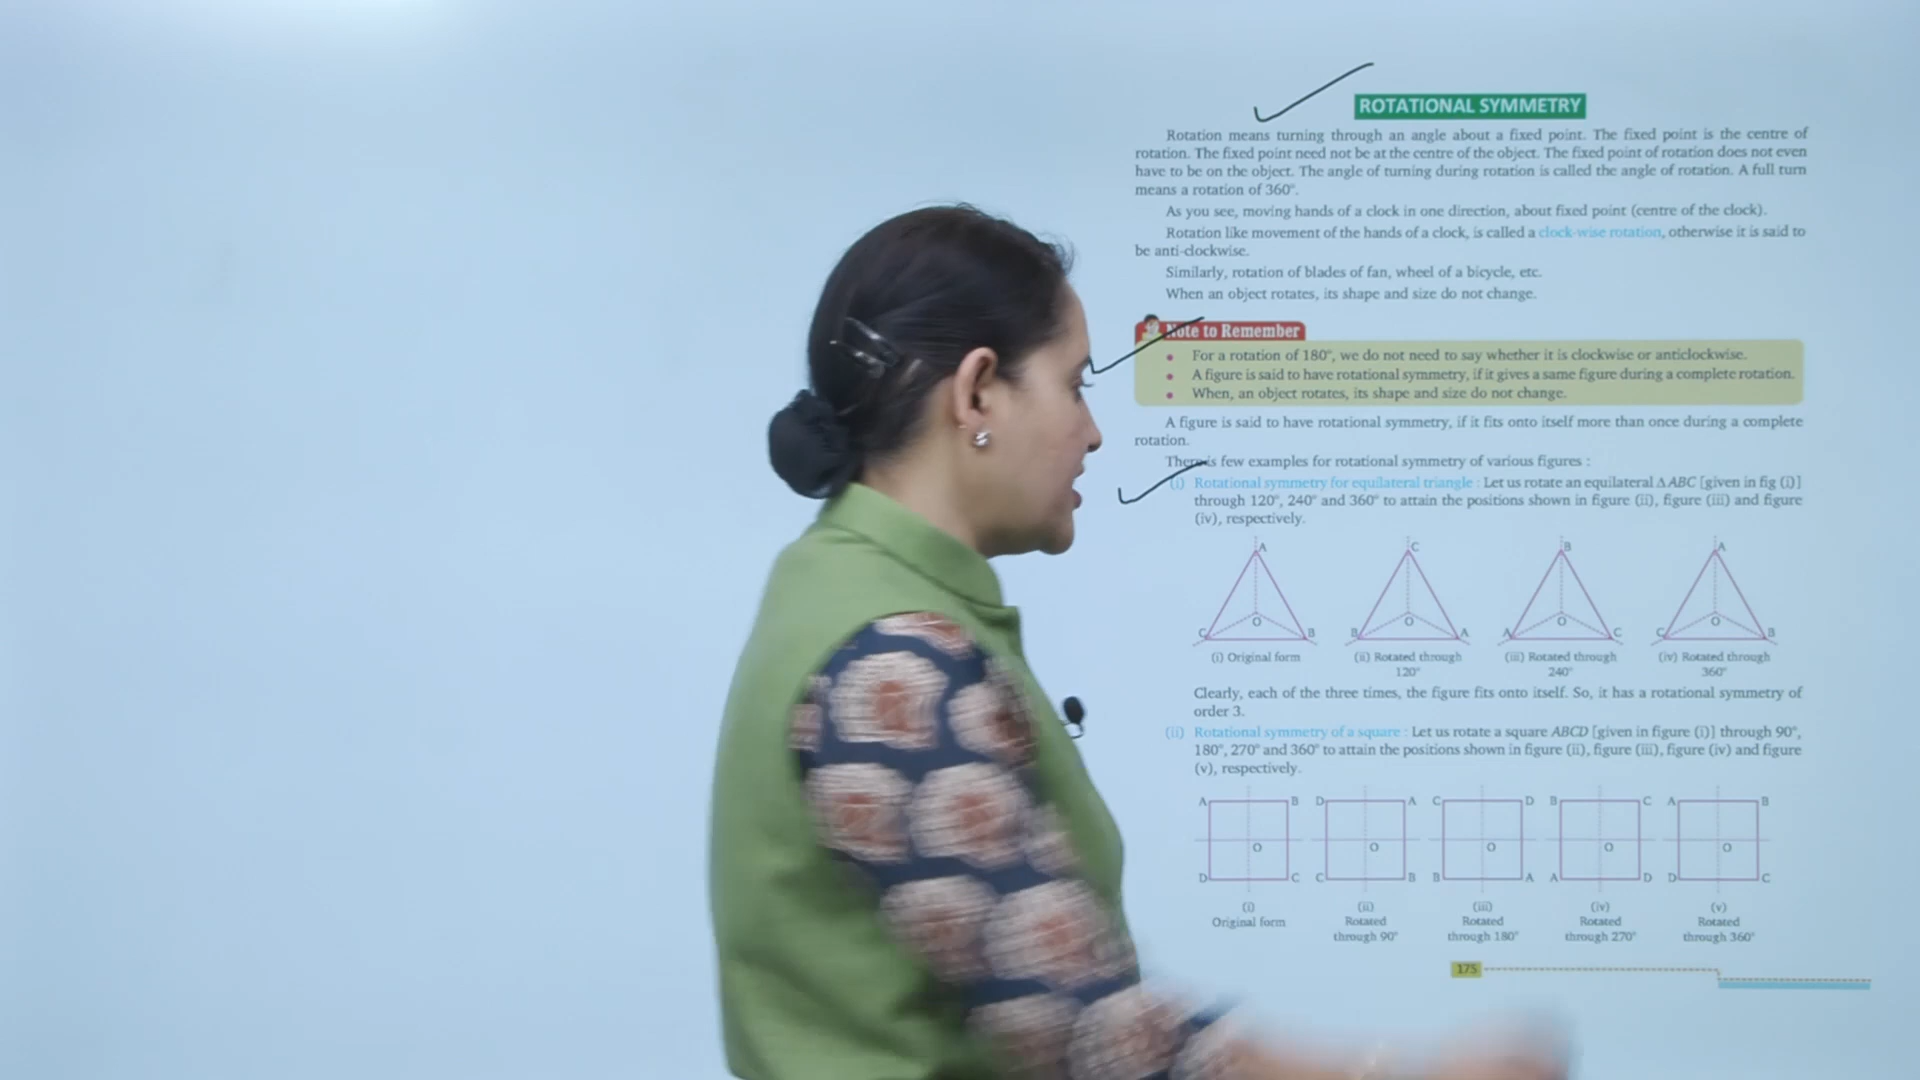 ROTATIONAL SYMMETRY
Rotation means turning through an angle about a fixed point. The fixed point is the centre of
rotation. The fixed point need not be at the centre of the object. The fixed point of rotation does not even
have to be on the object. The angle of turning during rotation is called the angle of rotation. A full turn
means a rotation of 360°.
As you see, moving hands of a clock in one direction, about fixed point (centre of the clock).
Rotation like movement of the hands of a clock, is called a clock-wise rotation, otherwise it is said to
be anti-clockwise.
Similarly, rotation of blades of fan, wheel of a bicycle, etc.
When an object rotates, its shape and size do not change.
Note to Remember
• For a rotation of 180°, we do not need to say whether it is clockwise or anticlockwise.
• A figure is said to have rotational symmetry, if it gives a same figure during a complete rotation.
• When, an object rotates, its shape and size do not change.
A figure is said to have rotational symmetry, if it fits onto itself more than once during a complete
rotation.
There is few examples for rotational symmetry of various figures :
(i) Rotational symmetry for equilateral triangle : Let us rotate an equilateral Δ ABC [given in fig (i)]
through 120°, 240° and 360° to attain the positions shown in figure (ii), figure (iii) and figure
(iv), respectively.
A C B A
O O O O
C B B A A C C B
(i) Original form (ii) Rotated through (iii) Rotated through (iv) Rotated through
120° 240° 360°
Clearly, each of the three times, the figure fits onto itself. So, it has a rotational symmetry of
order 3.
(ii) Rotational symmetry of a square : Let us rotate a square ABCD [given in figure (i)] through 90°,
180°, 270° and 360° to attain the positions shown in figure (ii), figure (iii), figure (iv) and figure
(v), respectively.
A B D A C D B C A B
O O O O O
D C C B B A A D D C
(i) (ii) (iii) (iv) (v)
Original form Rotated Rotated Rotated Rotated
through 90° through 180° through 270° through 360°
175